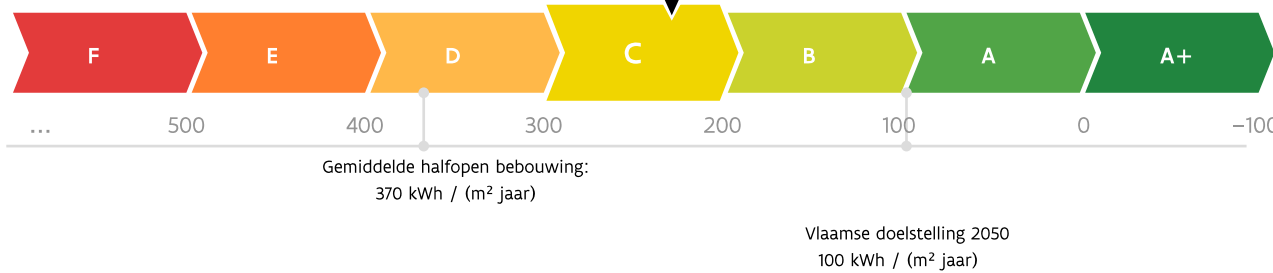 F E D C B A A+
... 500 400 300 200 100 0 −100
Gemiddelde halfopen bebouwing:
370 kWh / (m² jaar)
Vlaamse doelstelling 2050
100 kWh / (m² jaar)